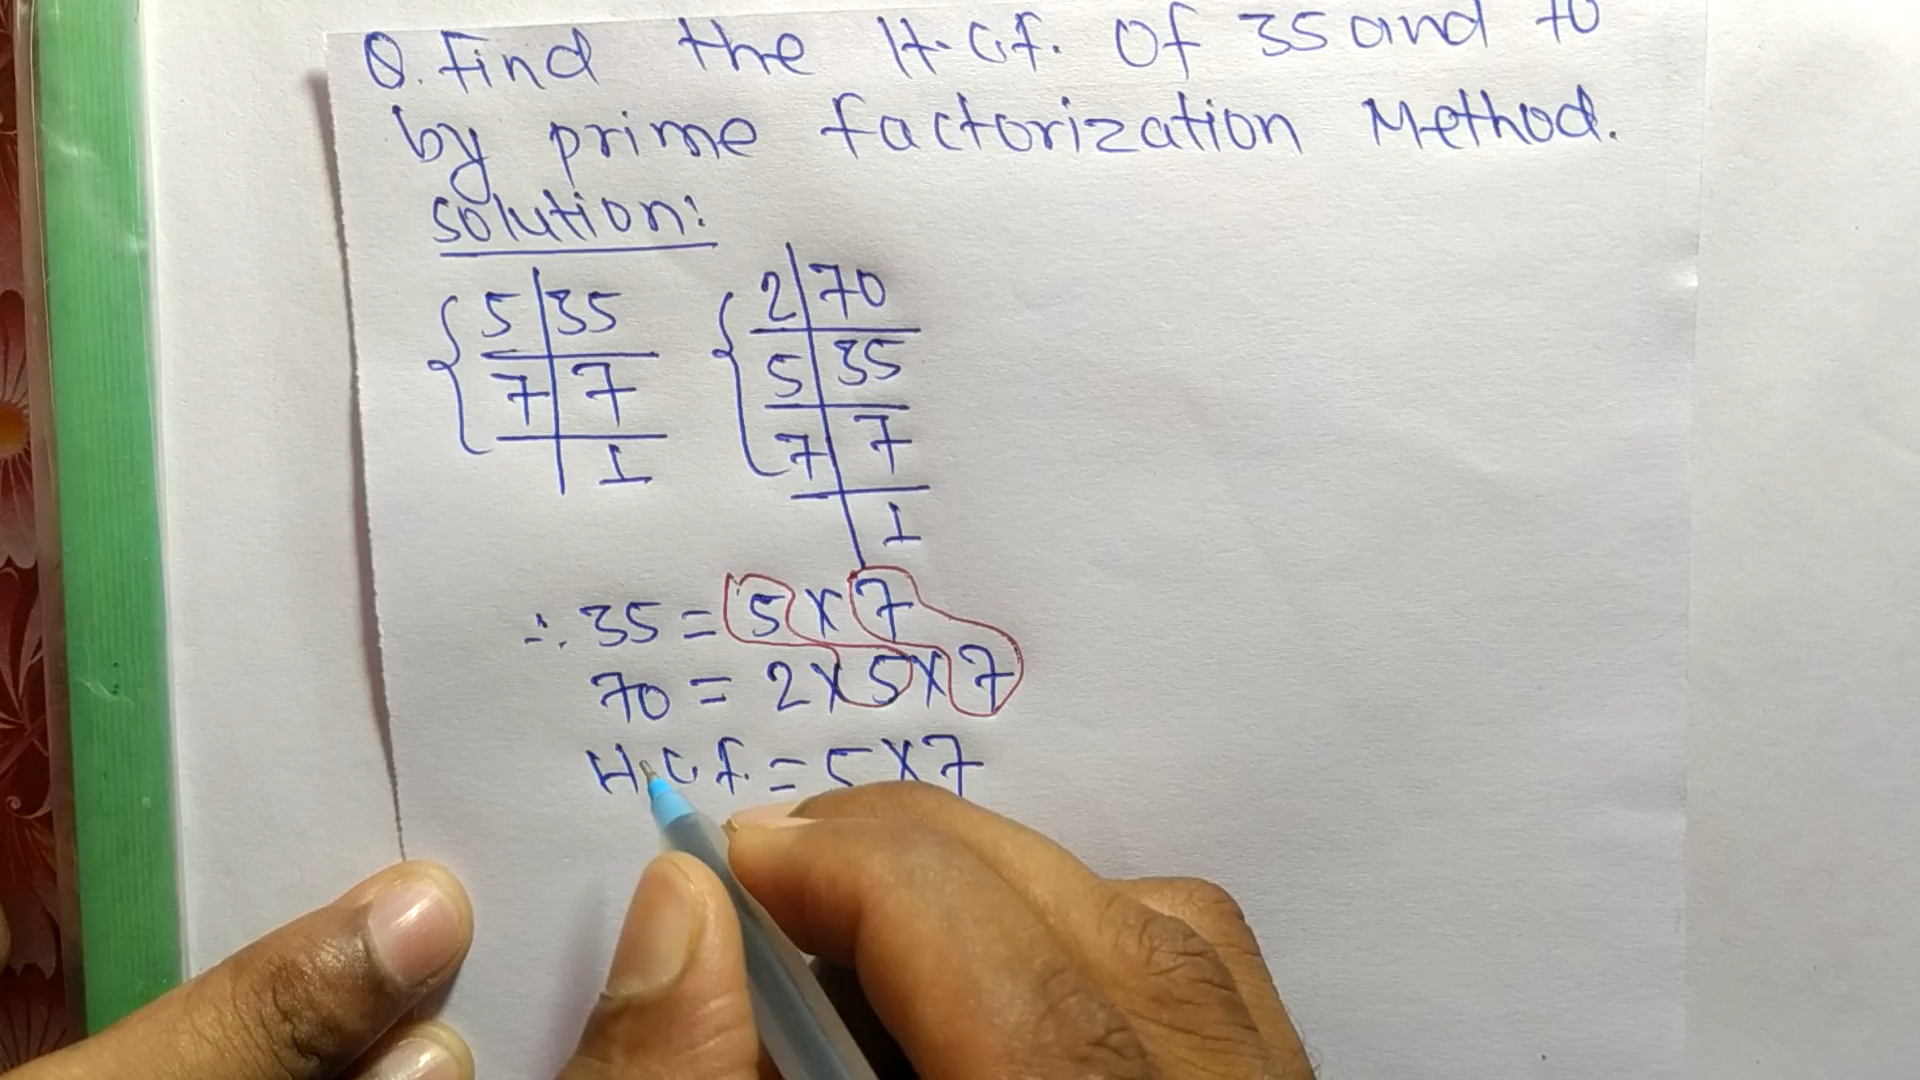 Q. Find the H.C.F. Of 35 and 70
by prime factorization Method.
Solution:
5 35
7 7
1
2 70
5 35
7 7
1
∴ 35 = 5 × 7
70 = 2 × 5 × 7
H.C.F. = 5 × 7